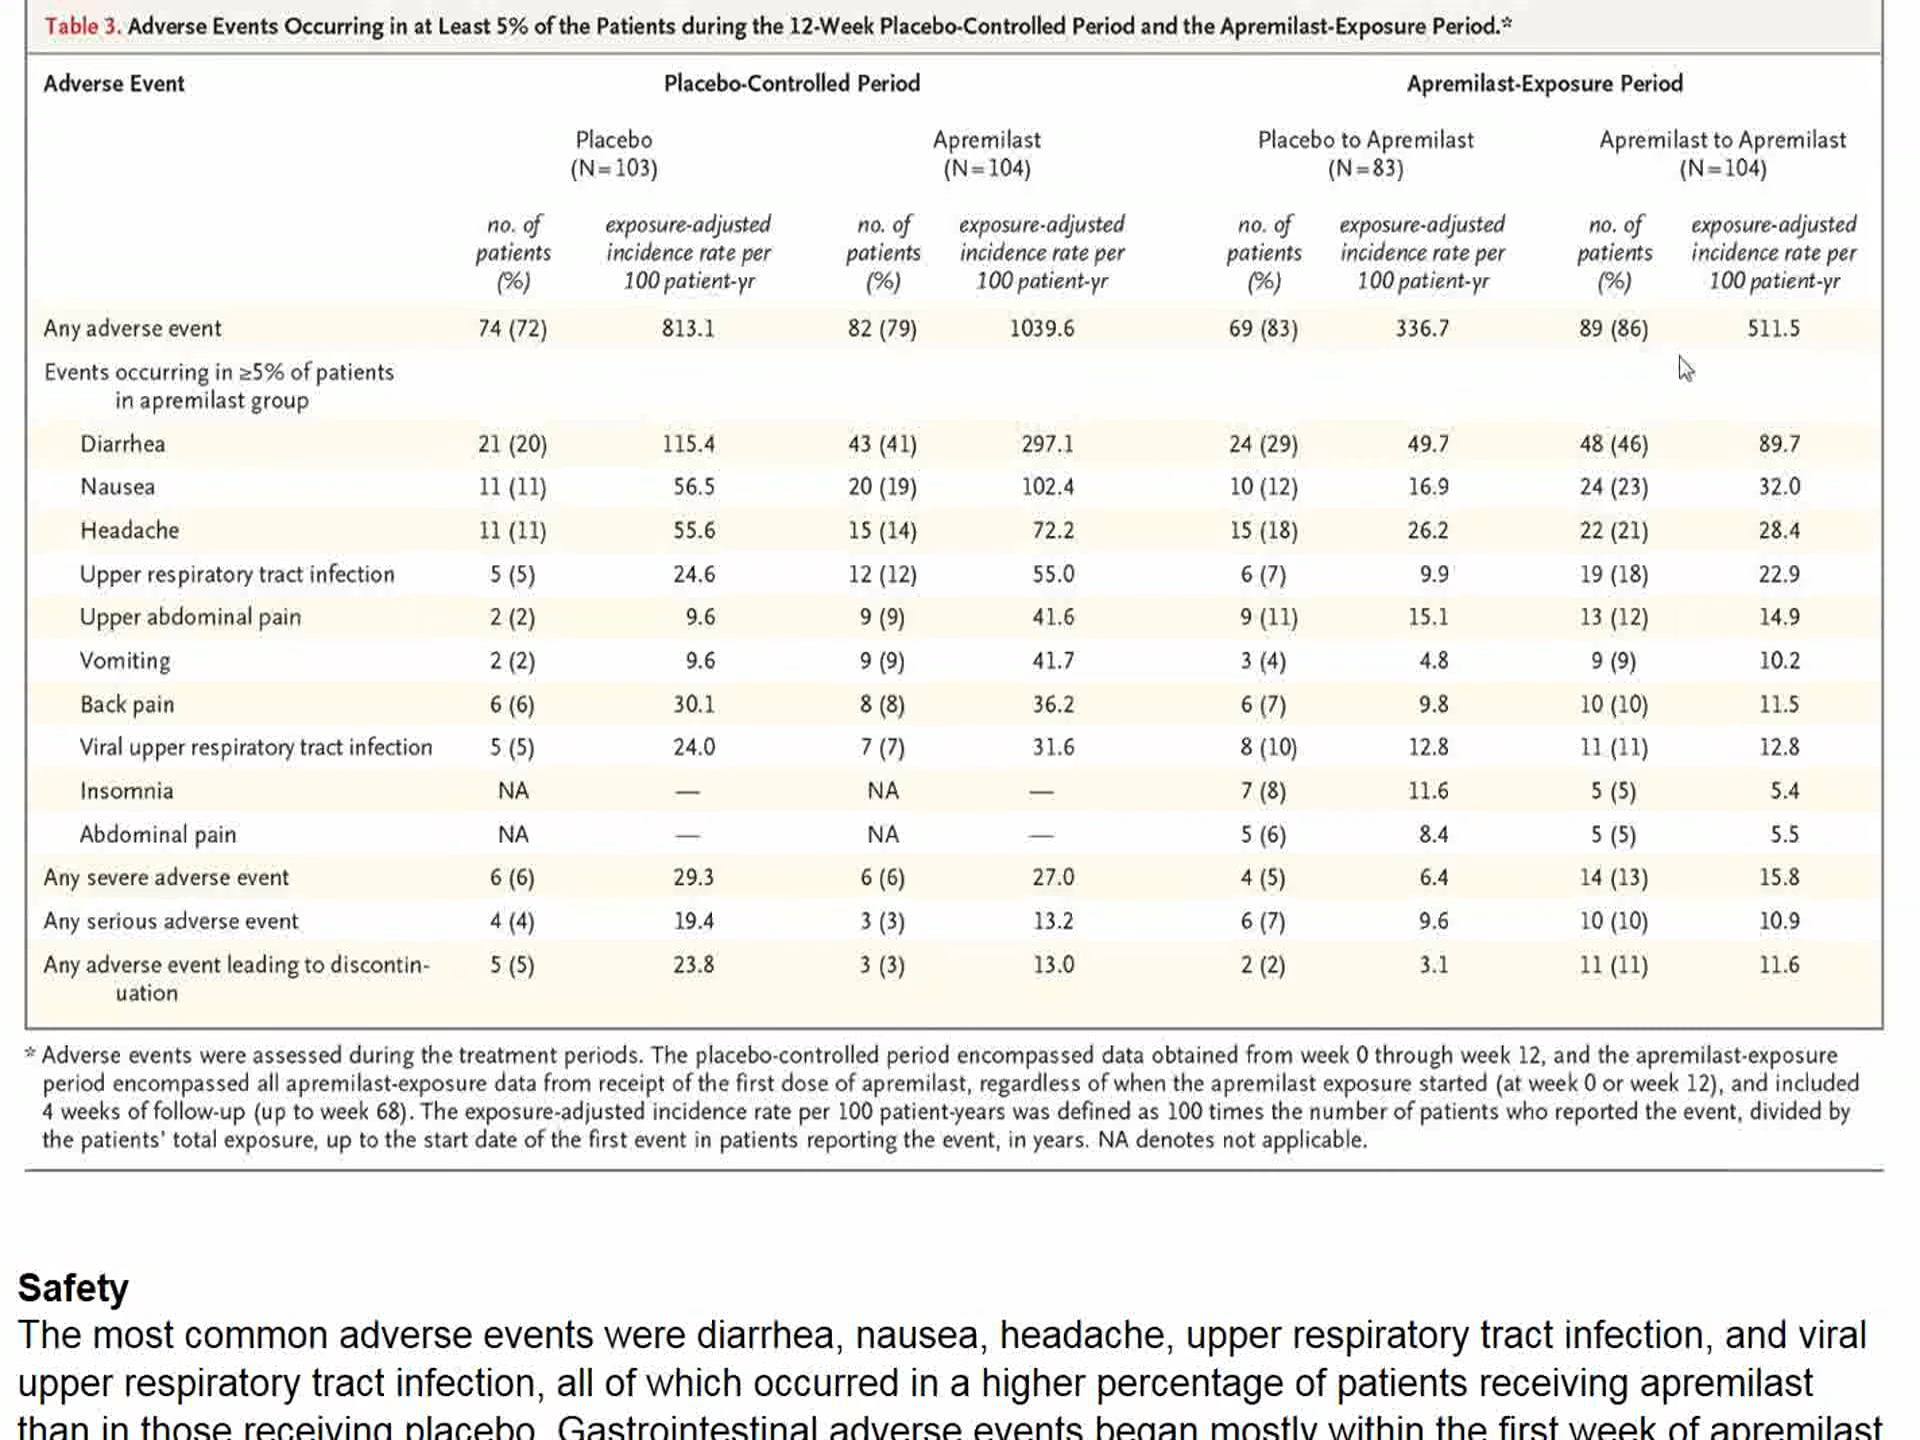 Table 3. Adverse Events Occurring in at Least 5% of the Patients during the 12-Week Placebo-Controlled Period and the Apremilast-Exposure Period.*
Adverse Event Placebo-Controlled Period Apremilast-Exposure Period
Placebo Apremilast Placebo to Apremilast Apremilast to Apremilast
(N=103) (N=104) (N=83) (N=104)
no. of exposure-adjusted no. of exposure-adjusted no. of exposure-adjusted no. of exposure-adjusted
patients incidence rate per patients incidence rate per patients incidence rate per patients incidence rate per
(%) 100 patient-yr (%) 100 patient-yr (%) 100 patient-yr (%) 100 patient-yr
Any adverse event 74 (72) 813.1 82 (79) 1039.6 69 (83) 336.7 89 (86) 511.5
Events occurring in ≥5% of patients
in apremilast group
Diarrhea 21 (20) 115.4 43 (41) 297.1 24 (29) 49.7 48 (46) 89.7
Nausea 11 (11) 56.5 20 (19) 102.4 10 (12) 16.9 24 (23) 32.0
Headache 11 (11) 55.6 15 (14) 72.2 15 (18) 26.2 22 (21) 28.4
Upper respiratory tract infection 5 (5) 24.6 12 (12) 55.0 6 (7) 9.9 19 (18) 22.9
Upper abdominal pain 2 (2) 9.6 9 (9) 41.6 9 (11) 15.1 13 (12) 14.9
Vomiting 2 (2) 9.6 9 (9) 41.7 3 (4) 4.8 9 (9) 10.2
Back pain 6 (6) 30.1 8 (8) 36.2 6 (7) 9.8 10 (10) 11.5
Viral upper respiratory tract infection 5 (5) 24.0 7 (7) 31.6 8 (10) 12.8 11 (11) 12.8
Insomnia NA — NA — 7 (8) 11.6 5 (5) 5.4
Abdominal pain NA — NA — 5 (6) 8.4 5 (5) 5.5
Any severe adverse event 6 (6) 29.3 6 (6) 27.0 4 (5) 6.4 14 (13) 15.8
Any serious adverse event 4 (4) 19.4 3 (3) 13.2 6 (7) 9.6 10 (10) 10.9
Any adverse event leading to discontin- 5 (5) 23.8 3 (3) 13.0 2 (2) 3.1 11 (11) 11.6
uation
* Adverse events were assessed during the treatment periods. The placebo-controlled period encompassed data obtained from week 0 through week 12, and the apremilast-exposure
period encompassed all apremilast-exposure data from receipt of the first dose of apremilast, regardless of when the apremilast exposure started (at week 0 or week 12), and included
4 weeks of follow-up (up to week 68). The exposure-adjusted incidence rate per 100 patient-years was defined as 100 times the number of patients who reported the event, divided by
the patients' total exposure, up to the start date of the first event in patients reporting the event, in years. NA denotes not applicable.
Safety
The most common adverse events were diarrhea, nausea, headache, upper respiratory tract infection, and viral
upper respiratory tract infection, all of which occurred in a higher percentage of patients receiving apremilast
than in those receiving placebo. Gastrointestinal adverse events began mostly within the first week of apremilast